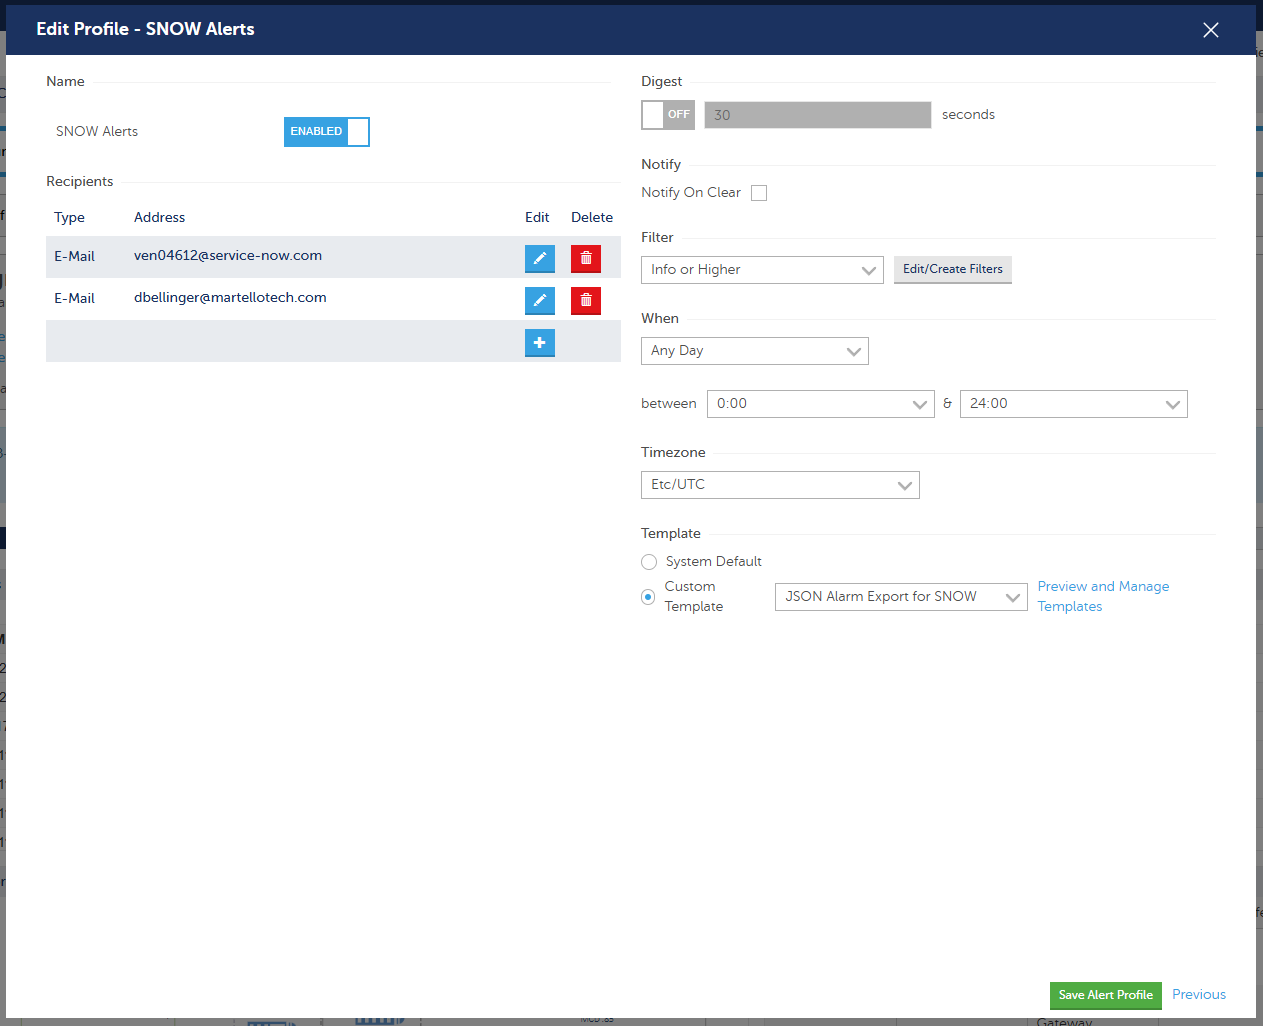 Edit Profile - SNOW Alerts
Name
SNOW Alerts
ENABLED
Recipients
Type Address Edit Delete
E-Mail ven04612@service-now.com
E-Mail dbellinger@martellotech.com
Digest
OFF 30 seconds
Notify
Notify On Clear
Filter
Info or Higher Edit/Create Filters
When
Any Day
between 0:00 & 24:00
Timezone
Etc/UTC
Template
System Default
Custom Template JSON Alarm Export for SNOW Preview and Manage Templates
Save Alert Profile Previous
Gateway